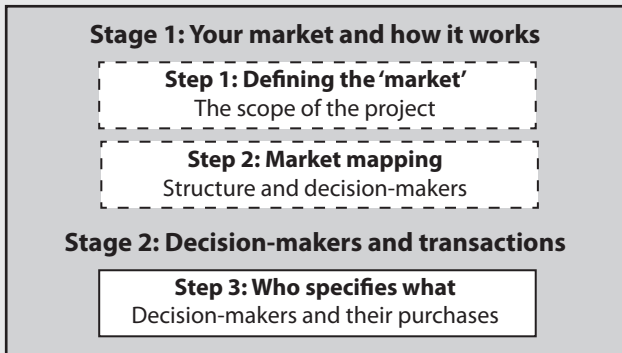 Stage 1: Your market and how it works
Step 1: Defining the ‘market’
The scope of the project
Step 2: Market mapping
Structure and decision-makers
Stage 2: Decision-makers and transactions
Step 3: Who specifies what
Decision-makers and their purchases